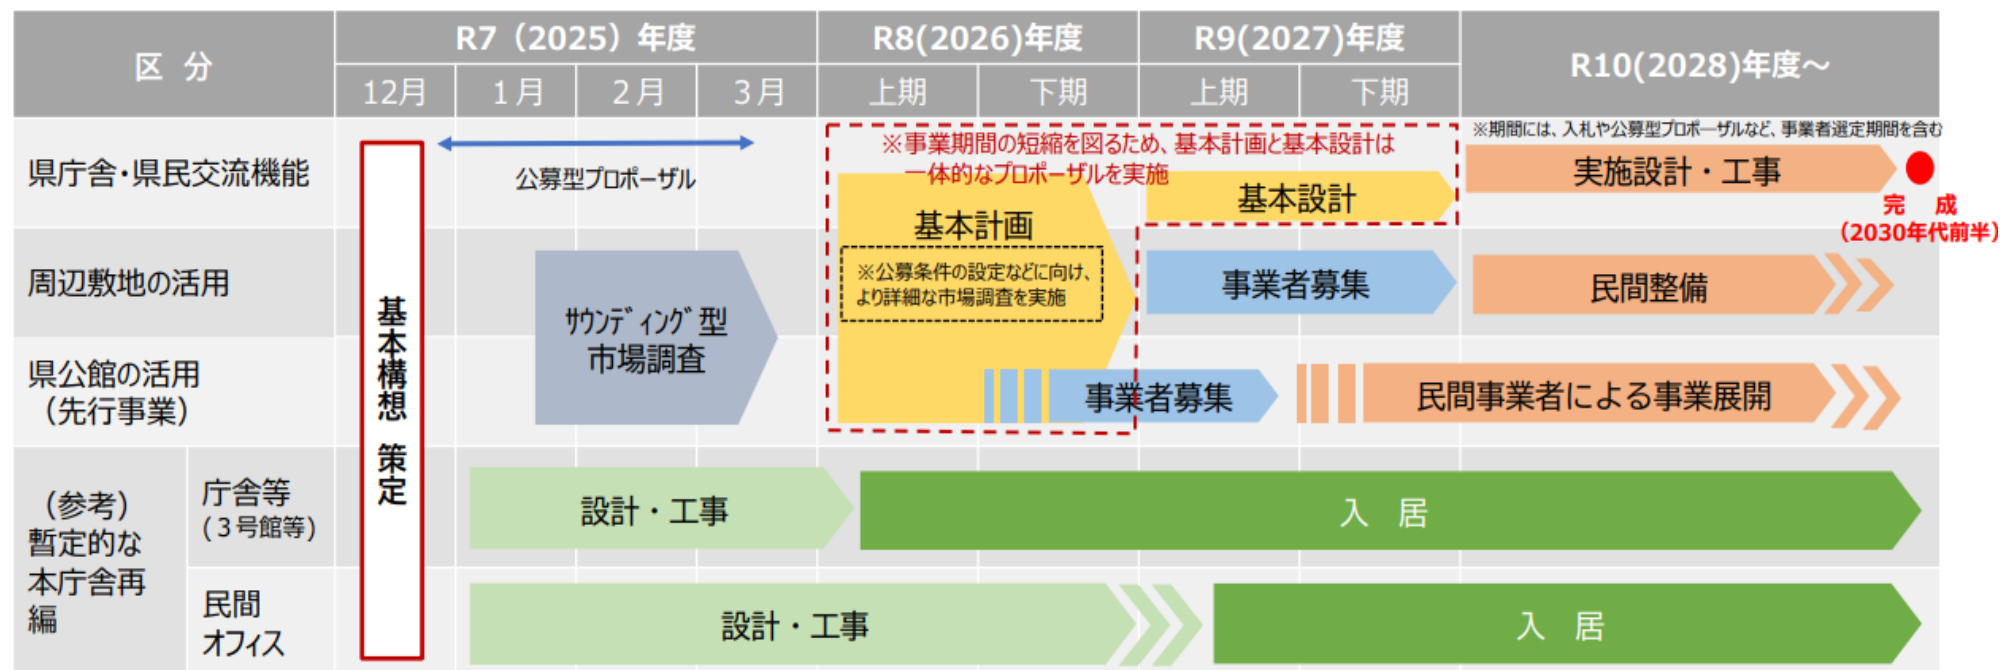 区 分
R7（2025）年度
R8(2026)年度
R9(2027)年度
R10(2028)年度～
12月
１月
２月
３月
上期
下期
上期
下期
県庁舎・県民交流機能
公募型プロポーザル
※事業期間の短縮を図るため、基本計画と基本設計は
一体的なプロポーザルを実施
基本計画
※公募条件の設定などに向け、
より詳細な市場調査を実施
基本設計
※期間には、入札や公募型プロポーザルなど、事業者選定期間を含む
実施設計・工事
完 成
（2030年代前半）
基本構想 策定
周辺敷地の活用
ｻｳﾝﾃﾞｨﾝｸﾞ型
市場調査
事業者募集
民間整備
県公館の活用
（先行事業）
事業者募集
民間事業者による事業展開
（参考）
暫定的な
本庁舎再
編
庁舎等
(３号館等)
設計・工事
入 居
民間
オフィス
設計・工事
入 居